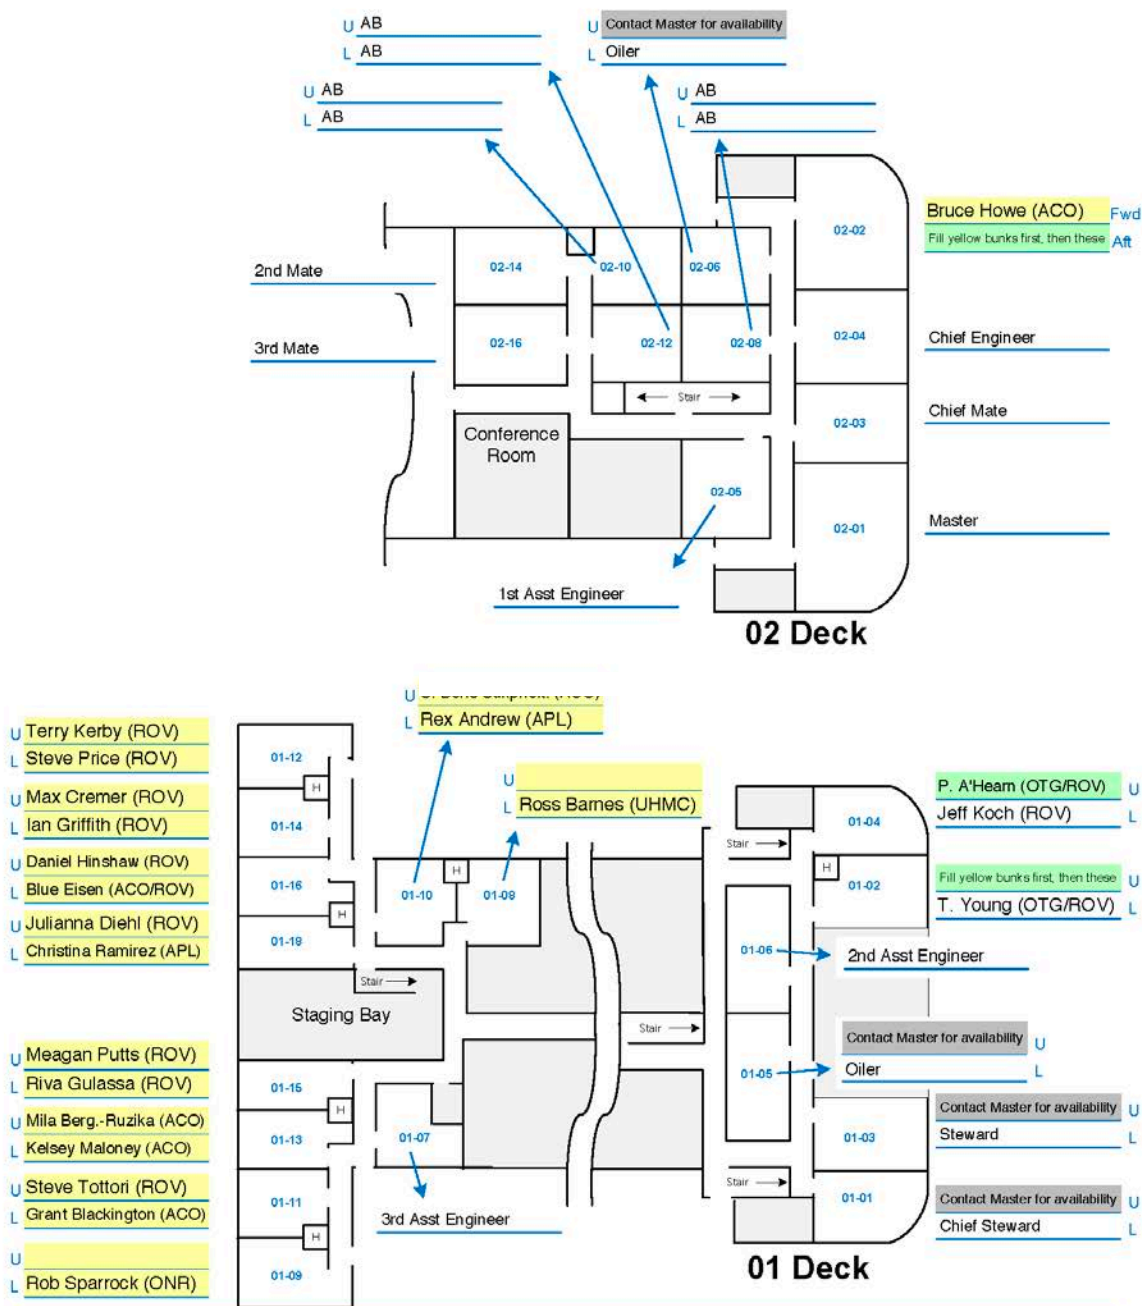 U AB
L AB
U Contact Master for availability
L Oiler
U AB
L AB
U AB
L AB
Bruce Howe (ACO) Fwd
Fill yellow bunks first, then these Aft
02-02
02-14
02-10
02-06
2nd Mate
3rd Mate
02-16
02-12
02-08
02-04
Chief Engineer
Stair
02-03
Chief Mate
Conference
Room
02-05
02-01
Master
1st Asst Engineer
02 Deck
U
L Rex Andrew (APL)
U Terry Kerby (ROV)
L Steve Price (ROV)
01-12
H
U
L Ross Barnes (UHMC)
U Max Cremer (ROV)
L Ian Griffith (ROV)
01-14
P. A'Hearn (OTG/ROV) U
Jeff Koch (ROV) L
01-04
Stair
U Daniel Hinshaw (ROV)
L Blue Eisen (ACO/ROV)
01-16
H
01-10
H
01-08
H
01-02
Fill yellow bunks first, then these U
T. Young (OTG/ROV) L
U Julianna Diehl (ROV)
L Christina Ramirez (APL)
01-18
01-06
2nd Asst Engineer
Stair
Staging Bay
Stair
Contact Master for availability U
Oiler L
01-05
U Meagan Putts (ROV)
L Riva Gulassa (ROV)
01-15
H
U Mila Berg.-Ruzika (ACO)
L Kelsey Maloney (ACO)
01-13
01-07
01-03
Contact Master for availability U
Steward L
U Steve Tottori (ROV)
L Grant Blackington (ACO)
01-11
H
3rd Asst Engineer
Stair
01-01
Contact Master for availability U
Chief Steward L
U
L Rob Sparrock (ONR)
01-09
01 Deck